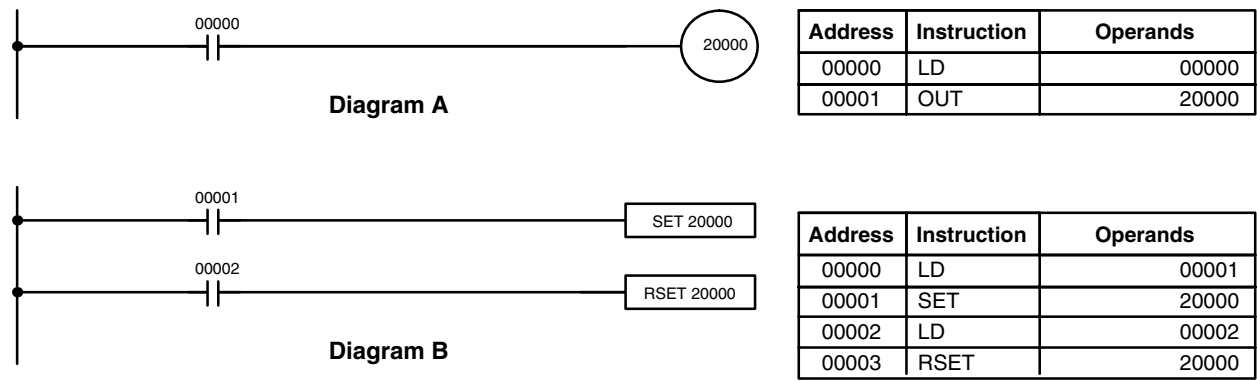 00000
20000
Diagram A
Address Instruction Operands
00000 LD 00000
00001 OUT 20000
00001
SET 20000
00002
RSET 20000
Diagram B
Address Instruction Operands
00000 LD 00001
00001 SET 20000
00002 LD 00002
00003 RSET 20000